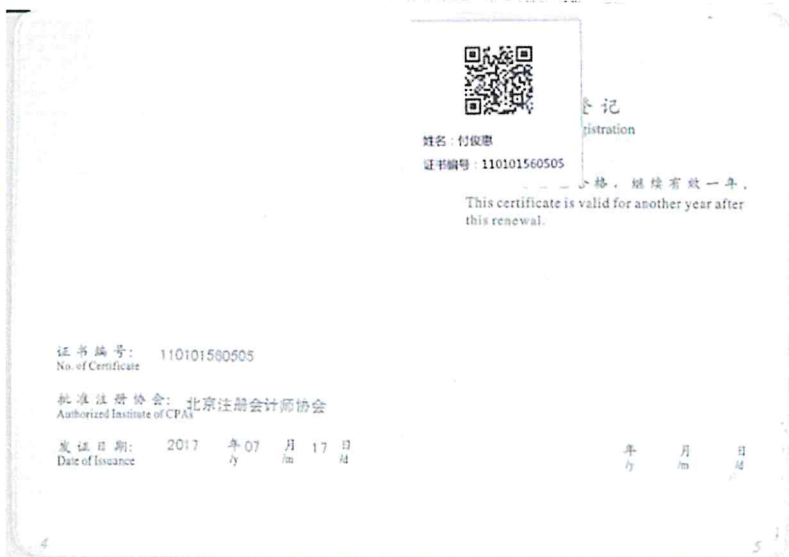 证书编号: 110101560505
No. of Certificate
批准注册协会: 北京注册会计师协会
Authorized Institute of CPAs
发证日期: 2017 年 07 月 17 日
Date of Issuance /y /m /d
4
姓名：付俊惠
证书编号：110101560505
登记
gistration
合格，继续有效一年。
This certificate is valid for another year after
this renewal.
年 月 日
/y /m /d
5